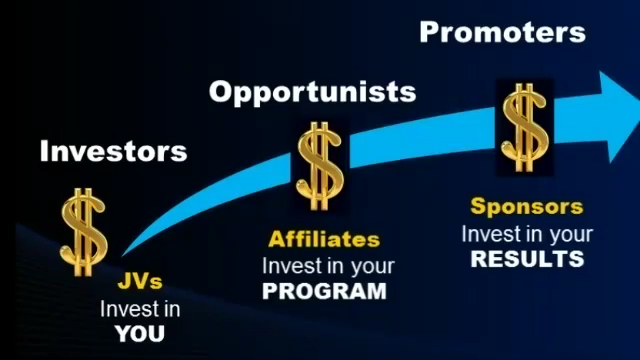 Promoters
Opportunists
Investors
Sponsors
Invest in your
RESULTS
Affiliates
Invest in your
PROGRAM
JVs
Invest in
YOU